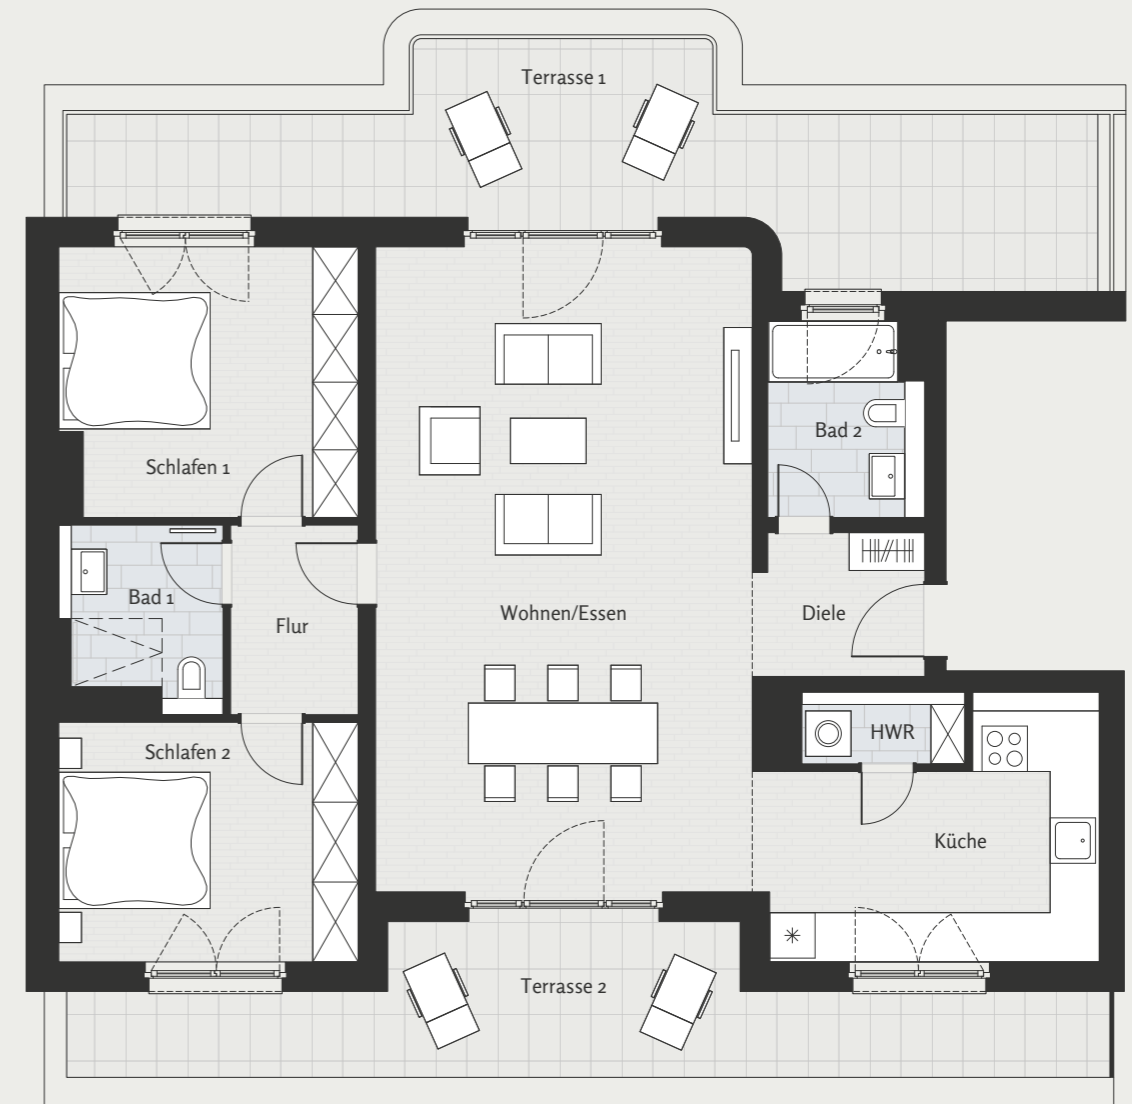 Terrasse 1
Bad 2
Schlafen 1
Bad 1
Wohnen/Essen
Diele
Flur
HWR
Schlafen 2
Küche
Terrasse 2